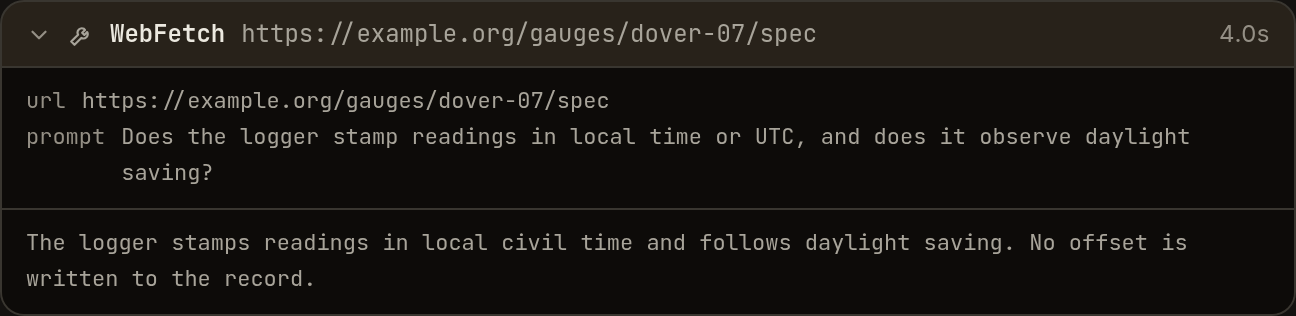 WebFetch https://example.org/gauges/dover-07/spec 4.0s
url https://example.org/gauges/dover-07/spec
prompt Does the logger stamp readings in local time or UTC, and does it observe daylight
saving?
The logger stamps readings in local civil time and follows daylight saving. No offset is
written to the record.